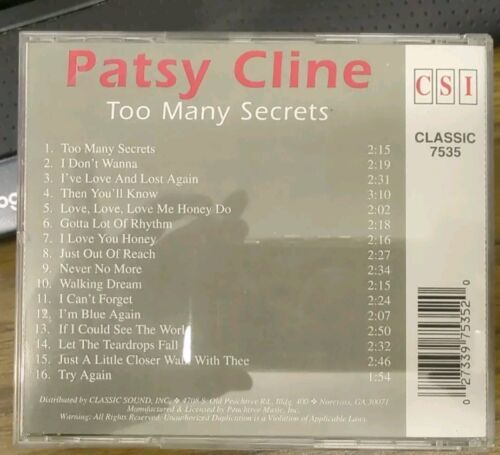 Patsy Cline
Too Many Secrets
CSI
CLASSIC
7535
1. Too Many Secrets 2:15
2. I Don't Wanna 2:19
3. I've Love And Lost Again 2:31
4. Then You'll Know 3:10
5. Love, Love, Love Me Honey Do 2:02
6. Gotta Lot Of Rhythm 2:18
7. I Love You Honey 2:16
8. Just Out Of Reach 2:27
9. Never No More 2:34
10. Walking Dream 2:15
11. I Can't Forget 2:24
12. I'm Blue Again 2:07
13. If I Could See The World 2:50
14. Let The Teardrops Fall 2:32
15. Just A Little Closer Walk With Thee 2:46
16. Try Again 1:54
Distributed by CLASSIC SOUND, INC. ❖ 4708 S. Old Peachtree Rd., Bldg. 400 ❖ Norcross, GA 30071
Manufactured & Licensed by Peachtree Music, Inc.
Warning: All Rights Reserved. Unauthorized Duplication is a Violation of Applicable Laws.
0 27339 75352 0